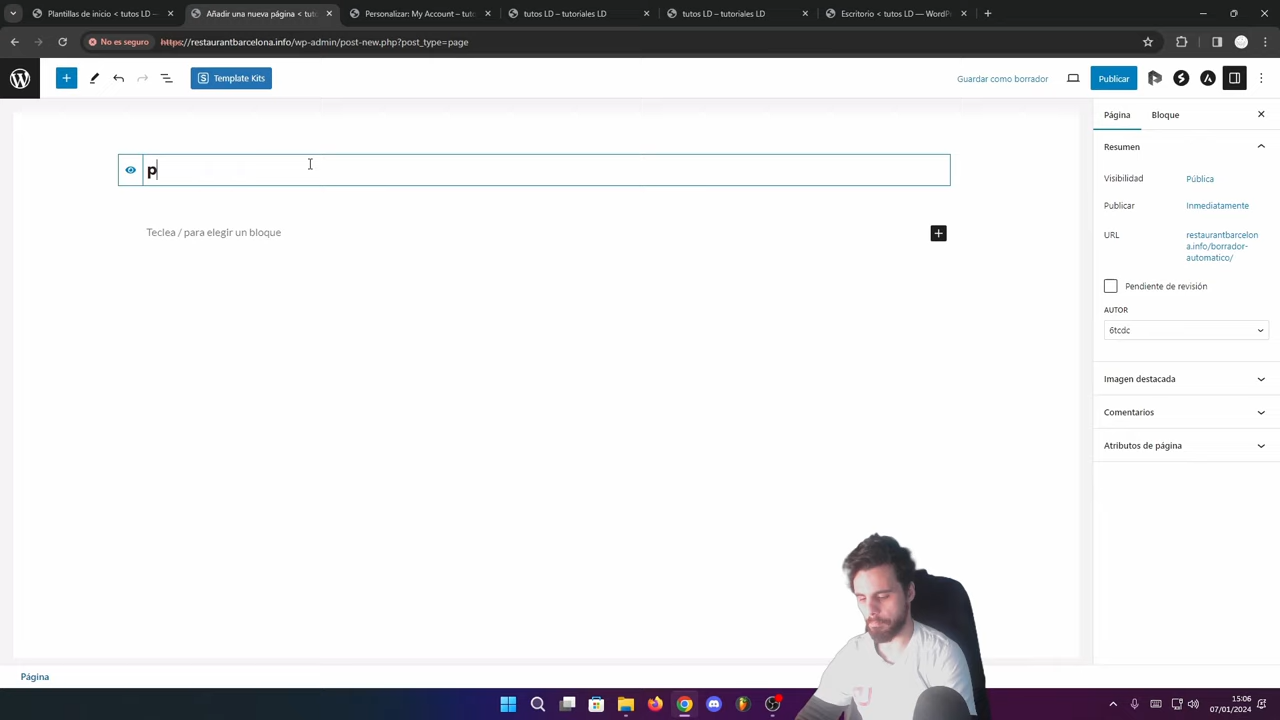 Plantillas de inicio < tutos LD -
Añadir una nueva página < tut
Personalizar: My Account – tuto
tutos LD – tutoriales LD
tutos LD – tutoriales LD
Escritorio < tutos LD — WordPr
No es seguro
https://restaurantbarcelona.info/wp-admin/post-new.php?post_type=page
Template Kits
Guardar como borrador
Publicar
p
Teclea / para elegir un bloque
Página
Bloque
Resumen
Visibilidad
Pública
Publicar
Inmediatamente
URL
restaurantbarcelon
a.info/borrador-
automatico/
Pendiente de revisión
AUTOR
6tcdc
Imagen destacada
Comentarios
Atributos de página
Página
15:06
07/01/2024